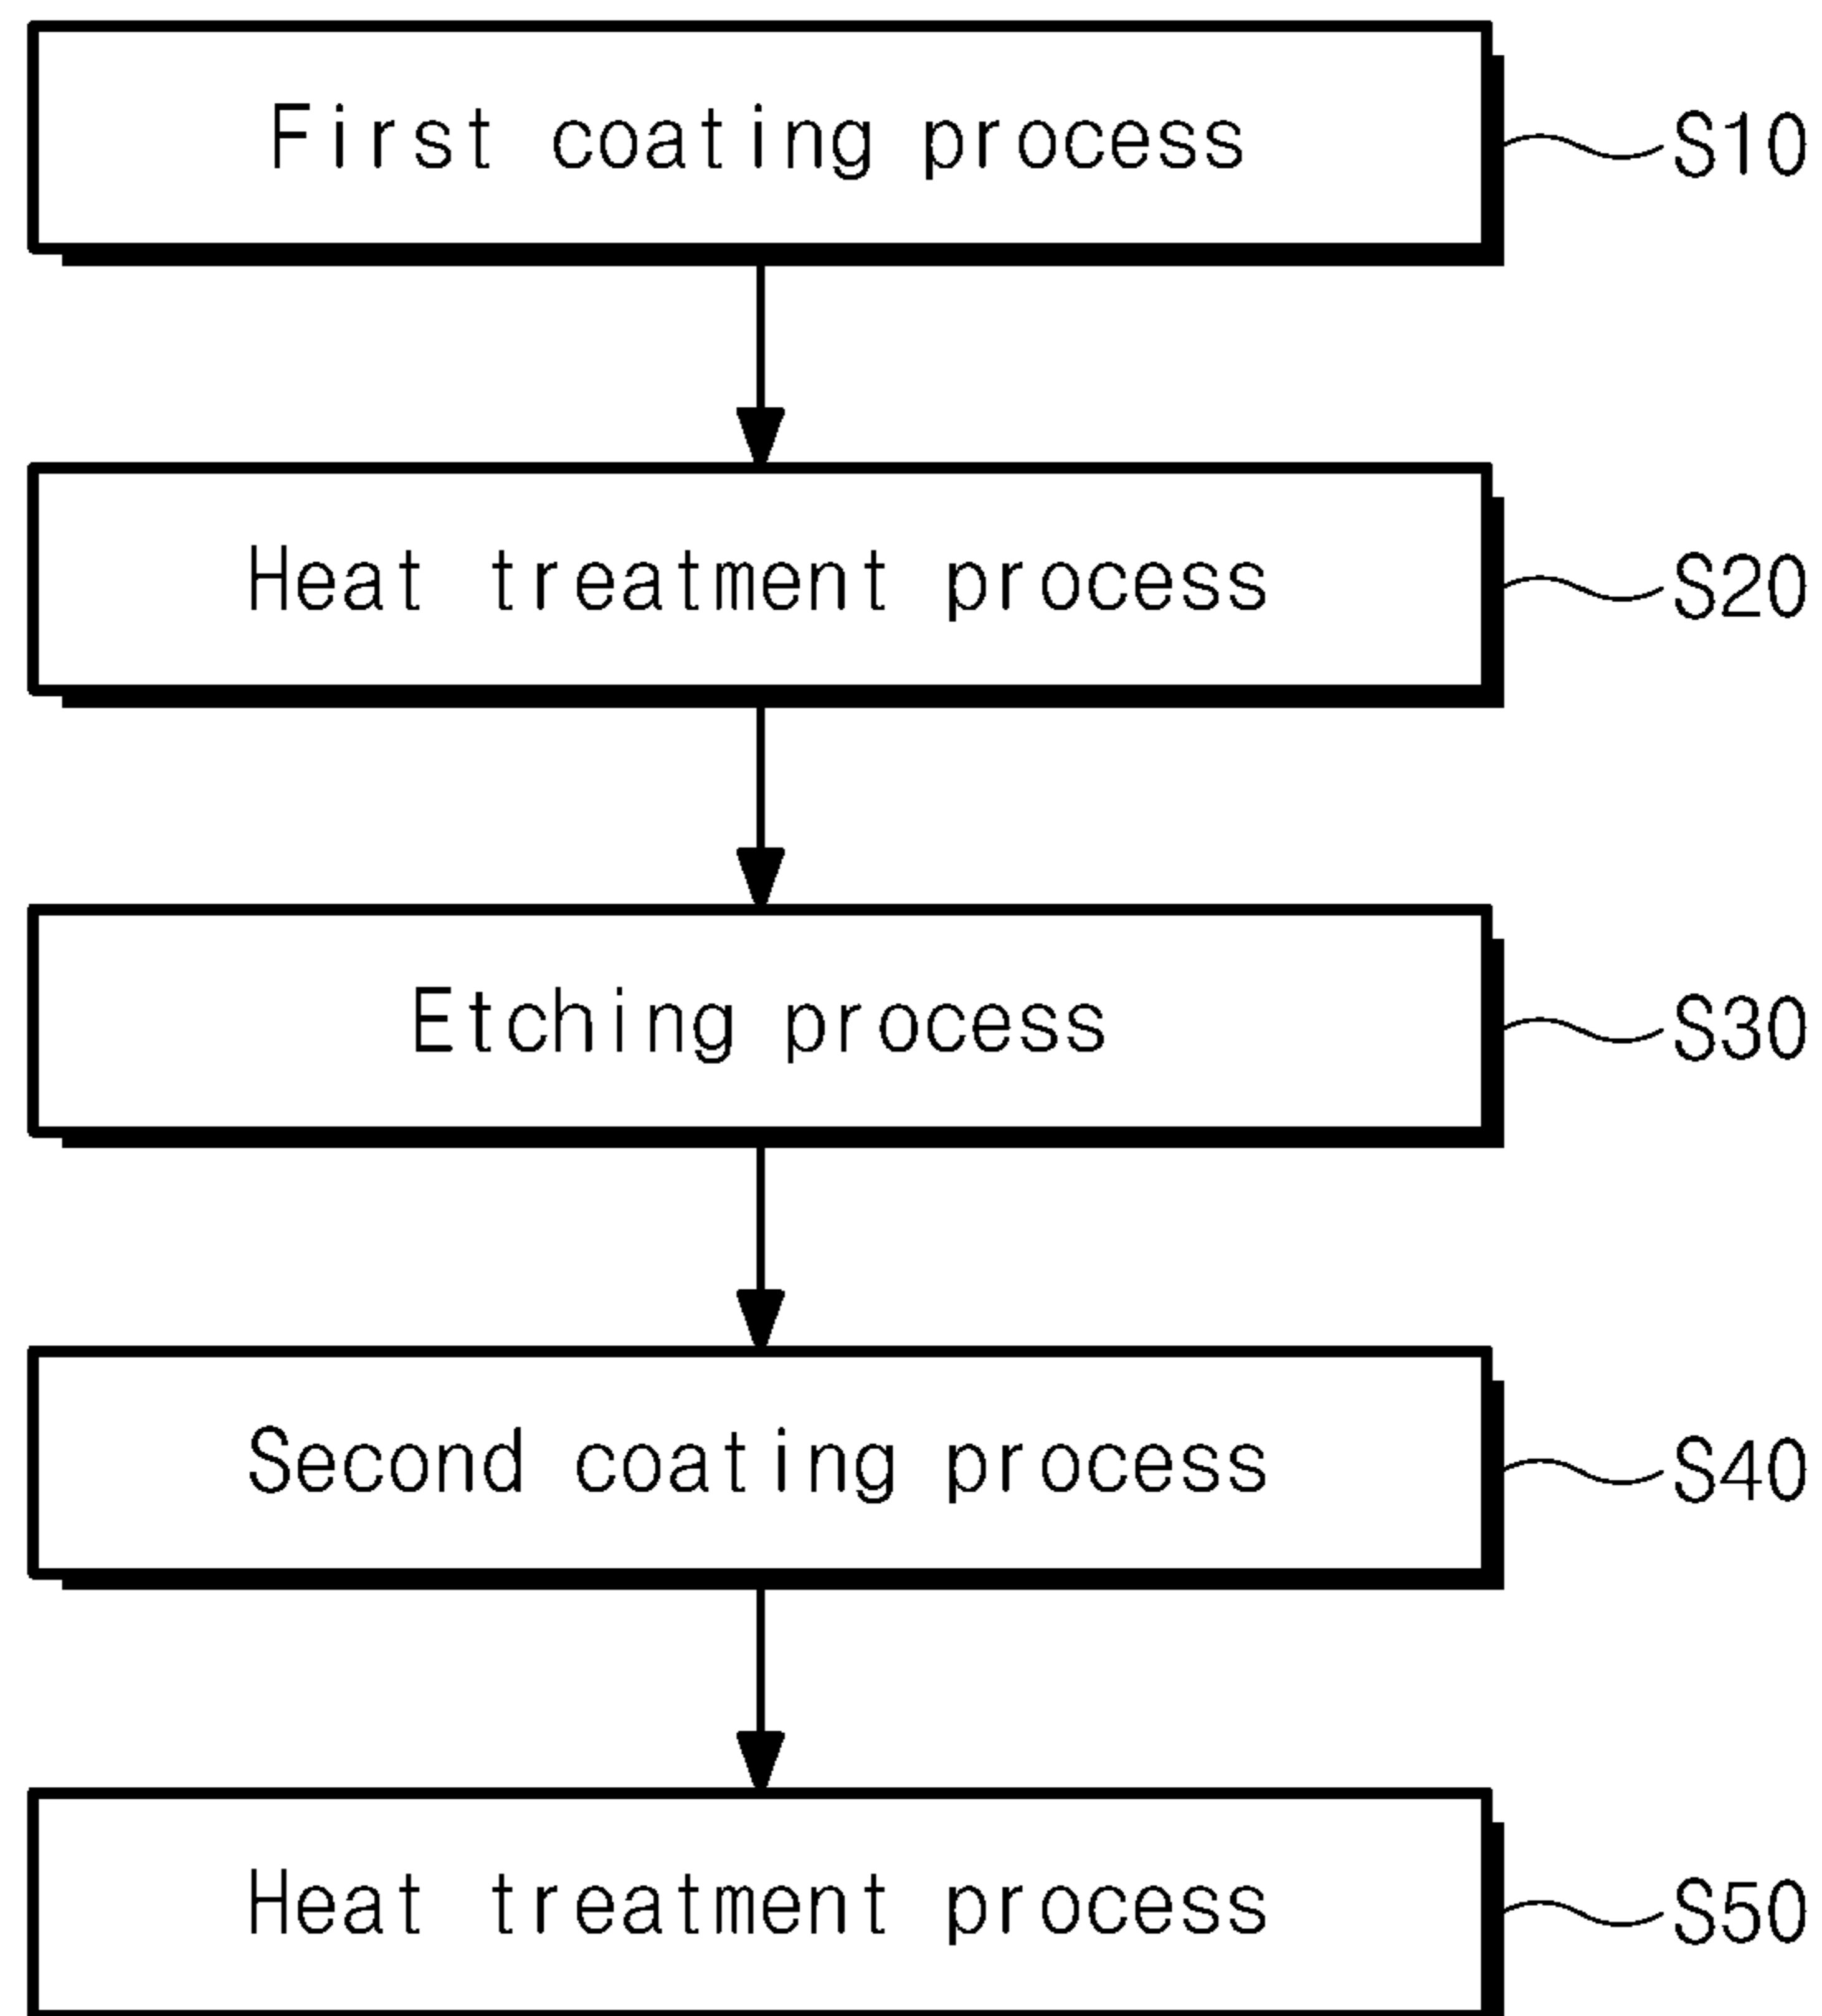 First coating process S10
Heat treatment process S20
Etching process S30
Second coating process S40
Heat treatment process S50